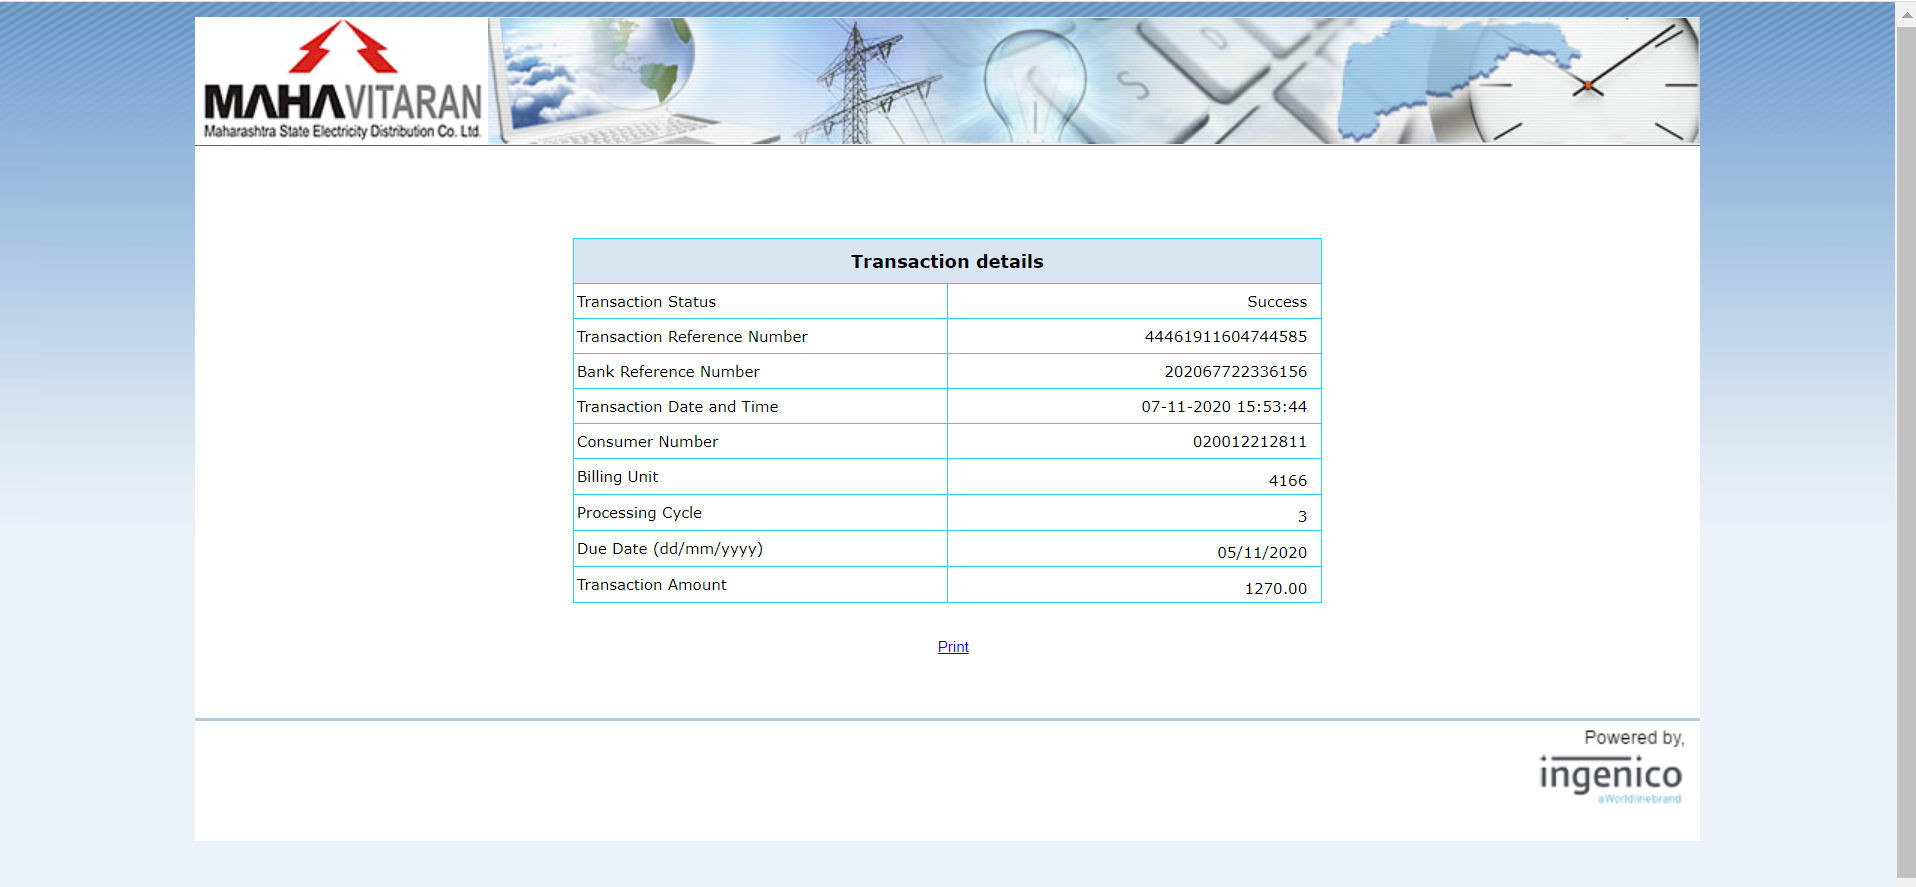 MAHAVITARAN
Maharashtra State Electricity Distribution Co. Ltd.
Transaction details
Transaction Status Success
Transaction Reference Number 44461911604744585
Bank Reference Number 202067722336156
Transaction Date and Time 07-11-2020 15:53:44
Consumer Number 020012212811
Billing Unit 4166
Processing Cycle 3
Due Date (dd/mm/yyyy) 05/11/2020
Transaction Amount 1270.00
Print
Powered by,
ingenico
a Worldline brand